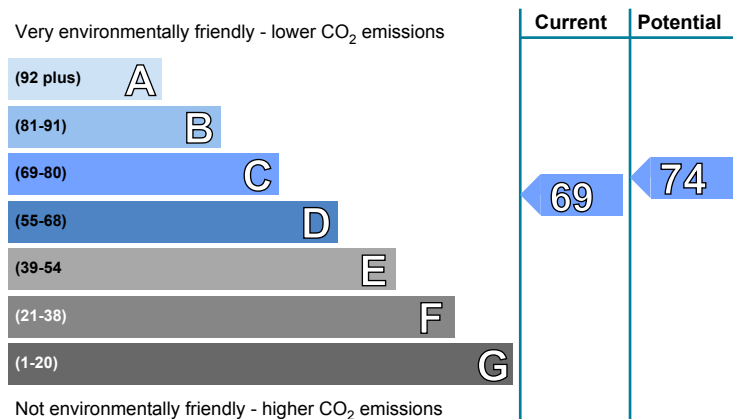 Current Potential
Very environmentally friendly - lower CO₂ emissions
(92 plus) A
(81-91) B
(69-80) C
69 74
(55-68) D
(39-54 E
(21-38) F
(1-20) G
Not environmentally friendly - higher CO₂ emissions